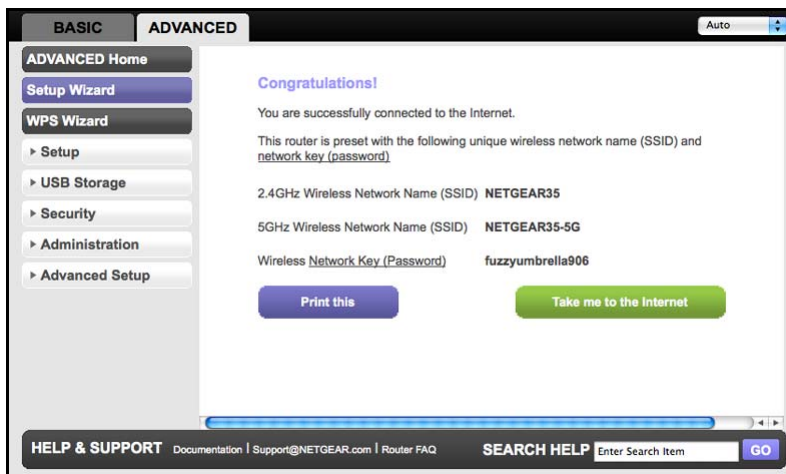 BASIC
ADVANCED
Auto
ADVANCED Home
Setup Wizard
WPS Wizard
Setup
USB Storage
Security
Administration
Advanced Setup
Congratulations!
You are successfully connected to the Internet.
This router is preset with the following unique wireless network name (SSID) and
network key (password)
2.4GHz Wireless Network Name (SSID) NETGEAR35
5GHz Wireless Network Name (SSID) NETGEAR35-5G
Wireless Network Key (Password) fuzzyumbrella906
Print this
Take me to the Internet
HELP & SUPPORT Documentation | Support@NETGEAR.com | Router FAQ
SEARCH HELP Enter Search Item GO